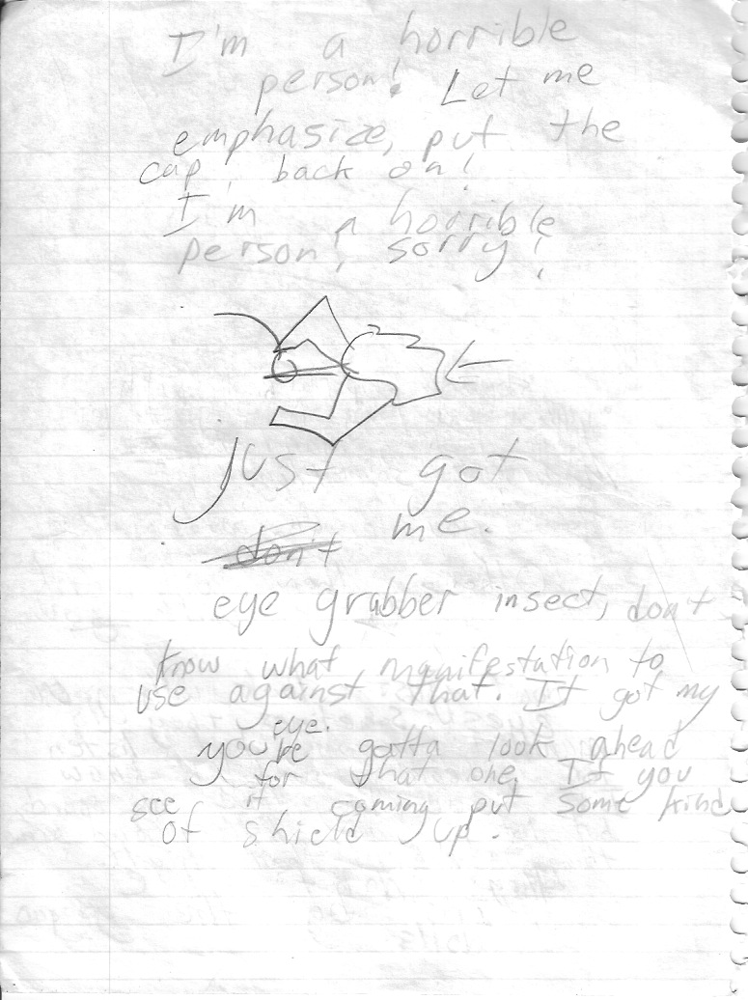 I'm a horrible
person! Let me
emphasize, put the
cap, back on!
I'm a horrible
person, sorry!
just got
me.
don't
eye grabber insect, don't
know what manifestation to
use against that. It got my
eye.
you're gotta look ahead
for that one. If you
see it coming put some kind
of shield up.